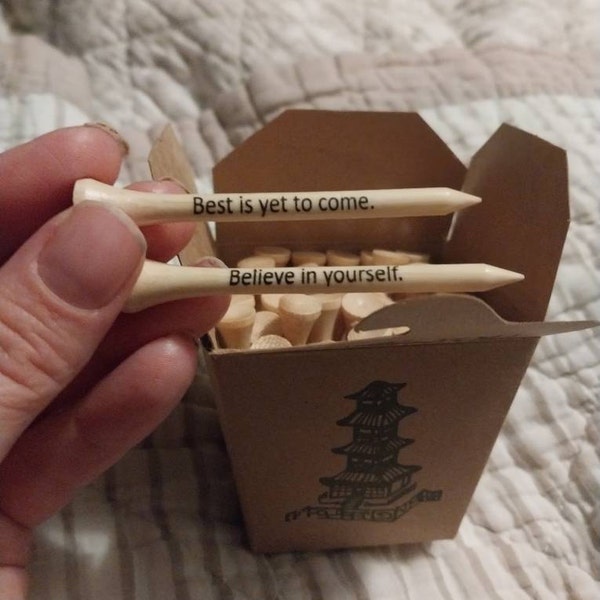 Best is yet to come.
Believe in yourself.